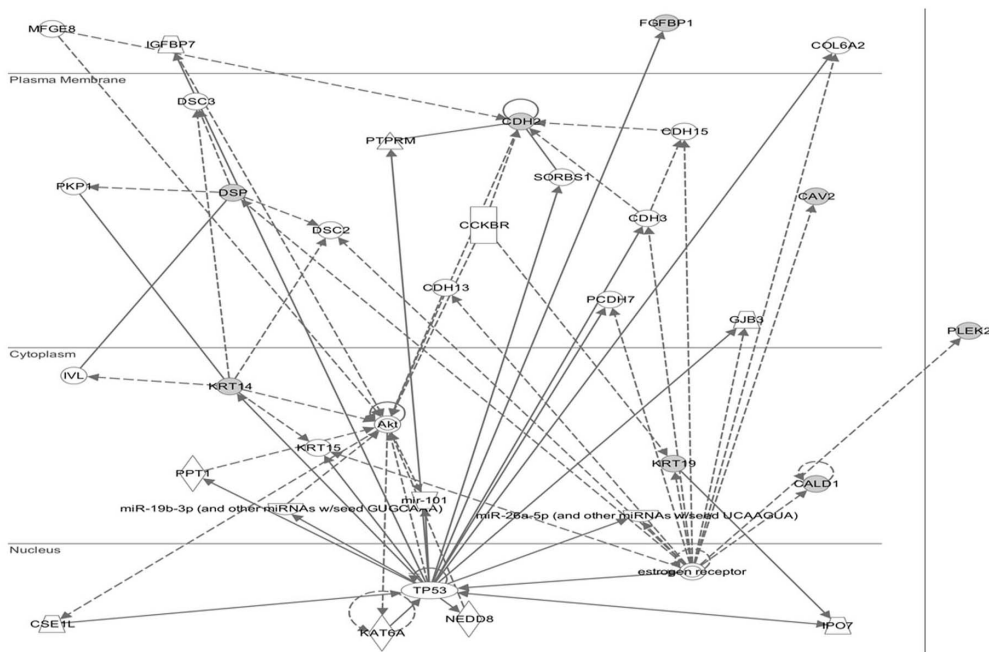 MFGE8
FGFBP1
IGFBP7
COL6A2
Plasma Membrane
DSC3
CDH2
CDH15
PTPRM
SORBS1
PKP1
DSP
CAV2
DSC2
CCKBR
CDH3
CDH13
PCDH7
GJB3
PLEK2
Cytoplasm
IVL
KRT14
Akt
KRT15
KRT19
PPT1
CALD1
mir-101
miR-19b-3p (and other miRNAs w/seed GUGCAAA)
miR-26a-5p (and other miRNAs w/seed UCAAGUA)
Nucleus
estrogen receptor
TP53
CSE1L
KAT6A
NEDD8
IPO7